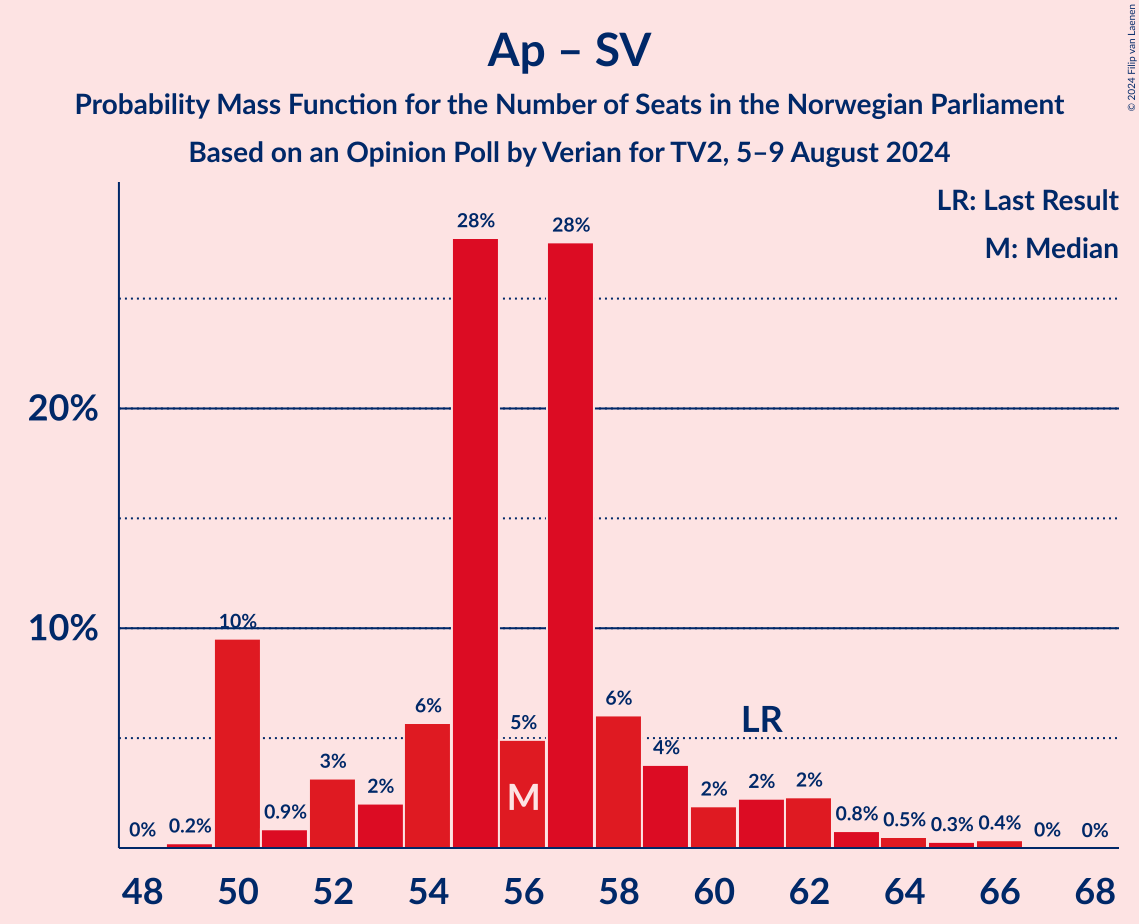 Ap – SV
Probability Mass Function for the Number of Seats in the Norwegian Parliament
Based on an Opinion Poll by Verian for TV2, 5–9 August 2024
© 2024 Filip van Laenen
LR: Last Result
M: Median
28% 28%
20%
10%
10%
6% 6%
LR
5%
4%
3%
2%
M
2% 2% 2%
0% 0.2% 0.9% 0.8% 0.5% 0.3% 0.4% 0% 0%
48 50 52 54 56 58 60 62 64 66 68